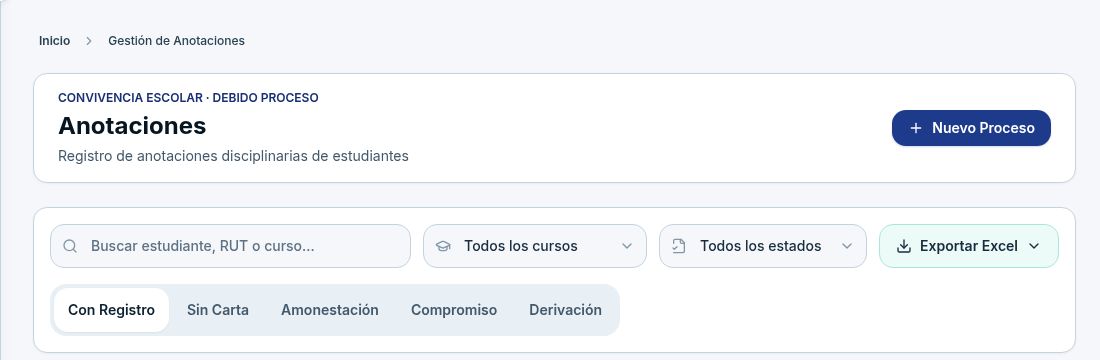 Inicio
Gestión de Anotaciones
CONVIVENCIA ESCOLAR · DEBIDO PROCESO
Anotaciones
Registro de anotaciones disciplinarias de estudiantes
Nuevo Proceso
Buscar estudiante, RUT o curso...
Todos los cursos
Todos los estados
Exportar Excel
Con Registro
Sin Carta
Amonestación
Compromiso
Derivación